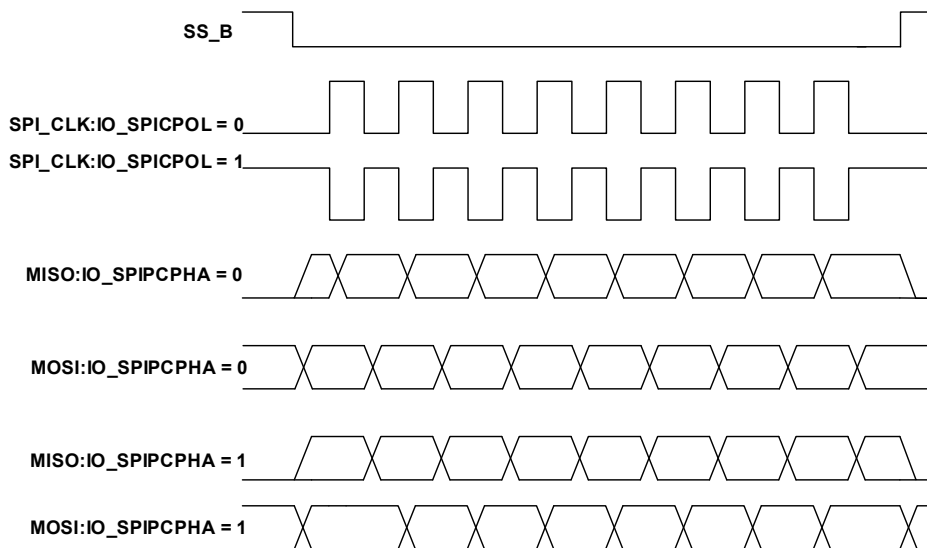 SS_B
SPI_CLK:IO_SPICPOL = 0
SPI_CLK:IO_SPICPOL = 1
MISO:IO_SPIPCPHA = 0
MOSI:IO_SPIPCPHA = 0
MISO:IO_SPIPCPHA = 1
MOSI:IO_SPIPCPHA = 1